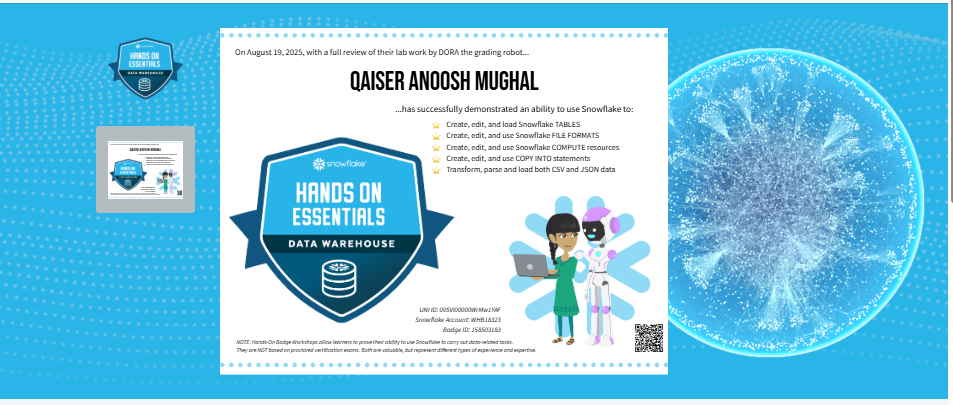 HANDS ON
ESSENTIALS
DATA WAREHOUSE
On August 19, 2025, with a full review of their lab work by DORA the grading robot...
QAISER ANOOSH MUGHAL
...has successfully demonstrated an ability to use Snowflake to:
Create, edit, and load Snowflake TABLES
Create, edit, and use Snowflake FILE FORMATS
Create, edit, and use Snowflake COMPUTE resources
Create, edit, and use COPY INTO statements
Transform, parse and load both CSV and JSON data
snowflake®
HANDS ON
ESSENTIALS
DATA WAREHOUSE
Snowflake Account: WHB18323
Badge ID: 158503183
NOTE: Hands-On Badge Workshops allow learners to prove their ability to use Snowflake to carry out data-related tasks.
They are NOT based on proctored certification exams. Both are valuable, but represent different types of experience and expertise.